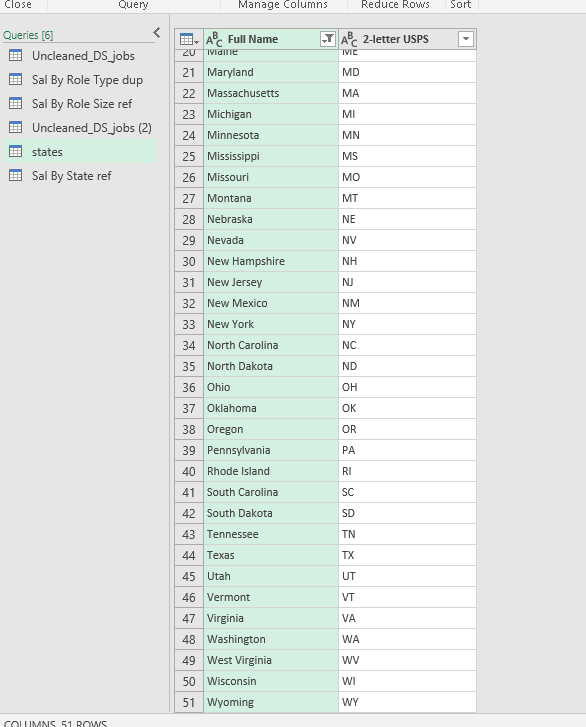 Close Query Manage Columns Reduce Rows Sort
Queries [6]
Uncleaned_DS_jobs
Sal By Role Type dup
Sal By Role Size ref
Uncleaned_DS_jobs (2)
states
Sal By State ref
ABC Full Name ABC 2-letter USPS
20 Maine ME
21 Maryland MD
22 Massachusetts MA
23 Michigan MI
24 Minnesota MN
25 Mississippi MS
26 Missouri MO
27 Montana MT
28 Nebraska NE
29 Nevada NV
30 New Hampshire NH
31 New Jersey NJ
32 New Mexico NM
33 New York NY
34 North Carolina NC
35 North Dakota ND
36 Ohio OH
37 Oklahoma OK
38 Oregon OR
39 Pennsylvania PA
40 Rhode Island RI
41 South Carolina SC
42 South Dakota SD
43 Tennessee TN
44 Texas TX
45 Utah UT
46 Vermont VT
47 Virginia VA
48 Washington WA
49 West Virginia WV
50 Wisconsin WI
51 Wyoming WY
COLUMNS, 51 ROWS